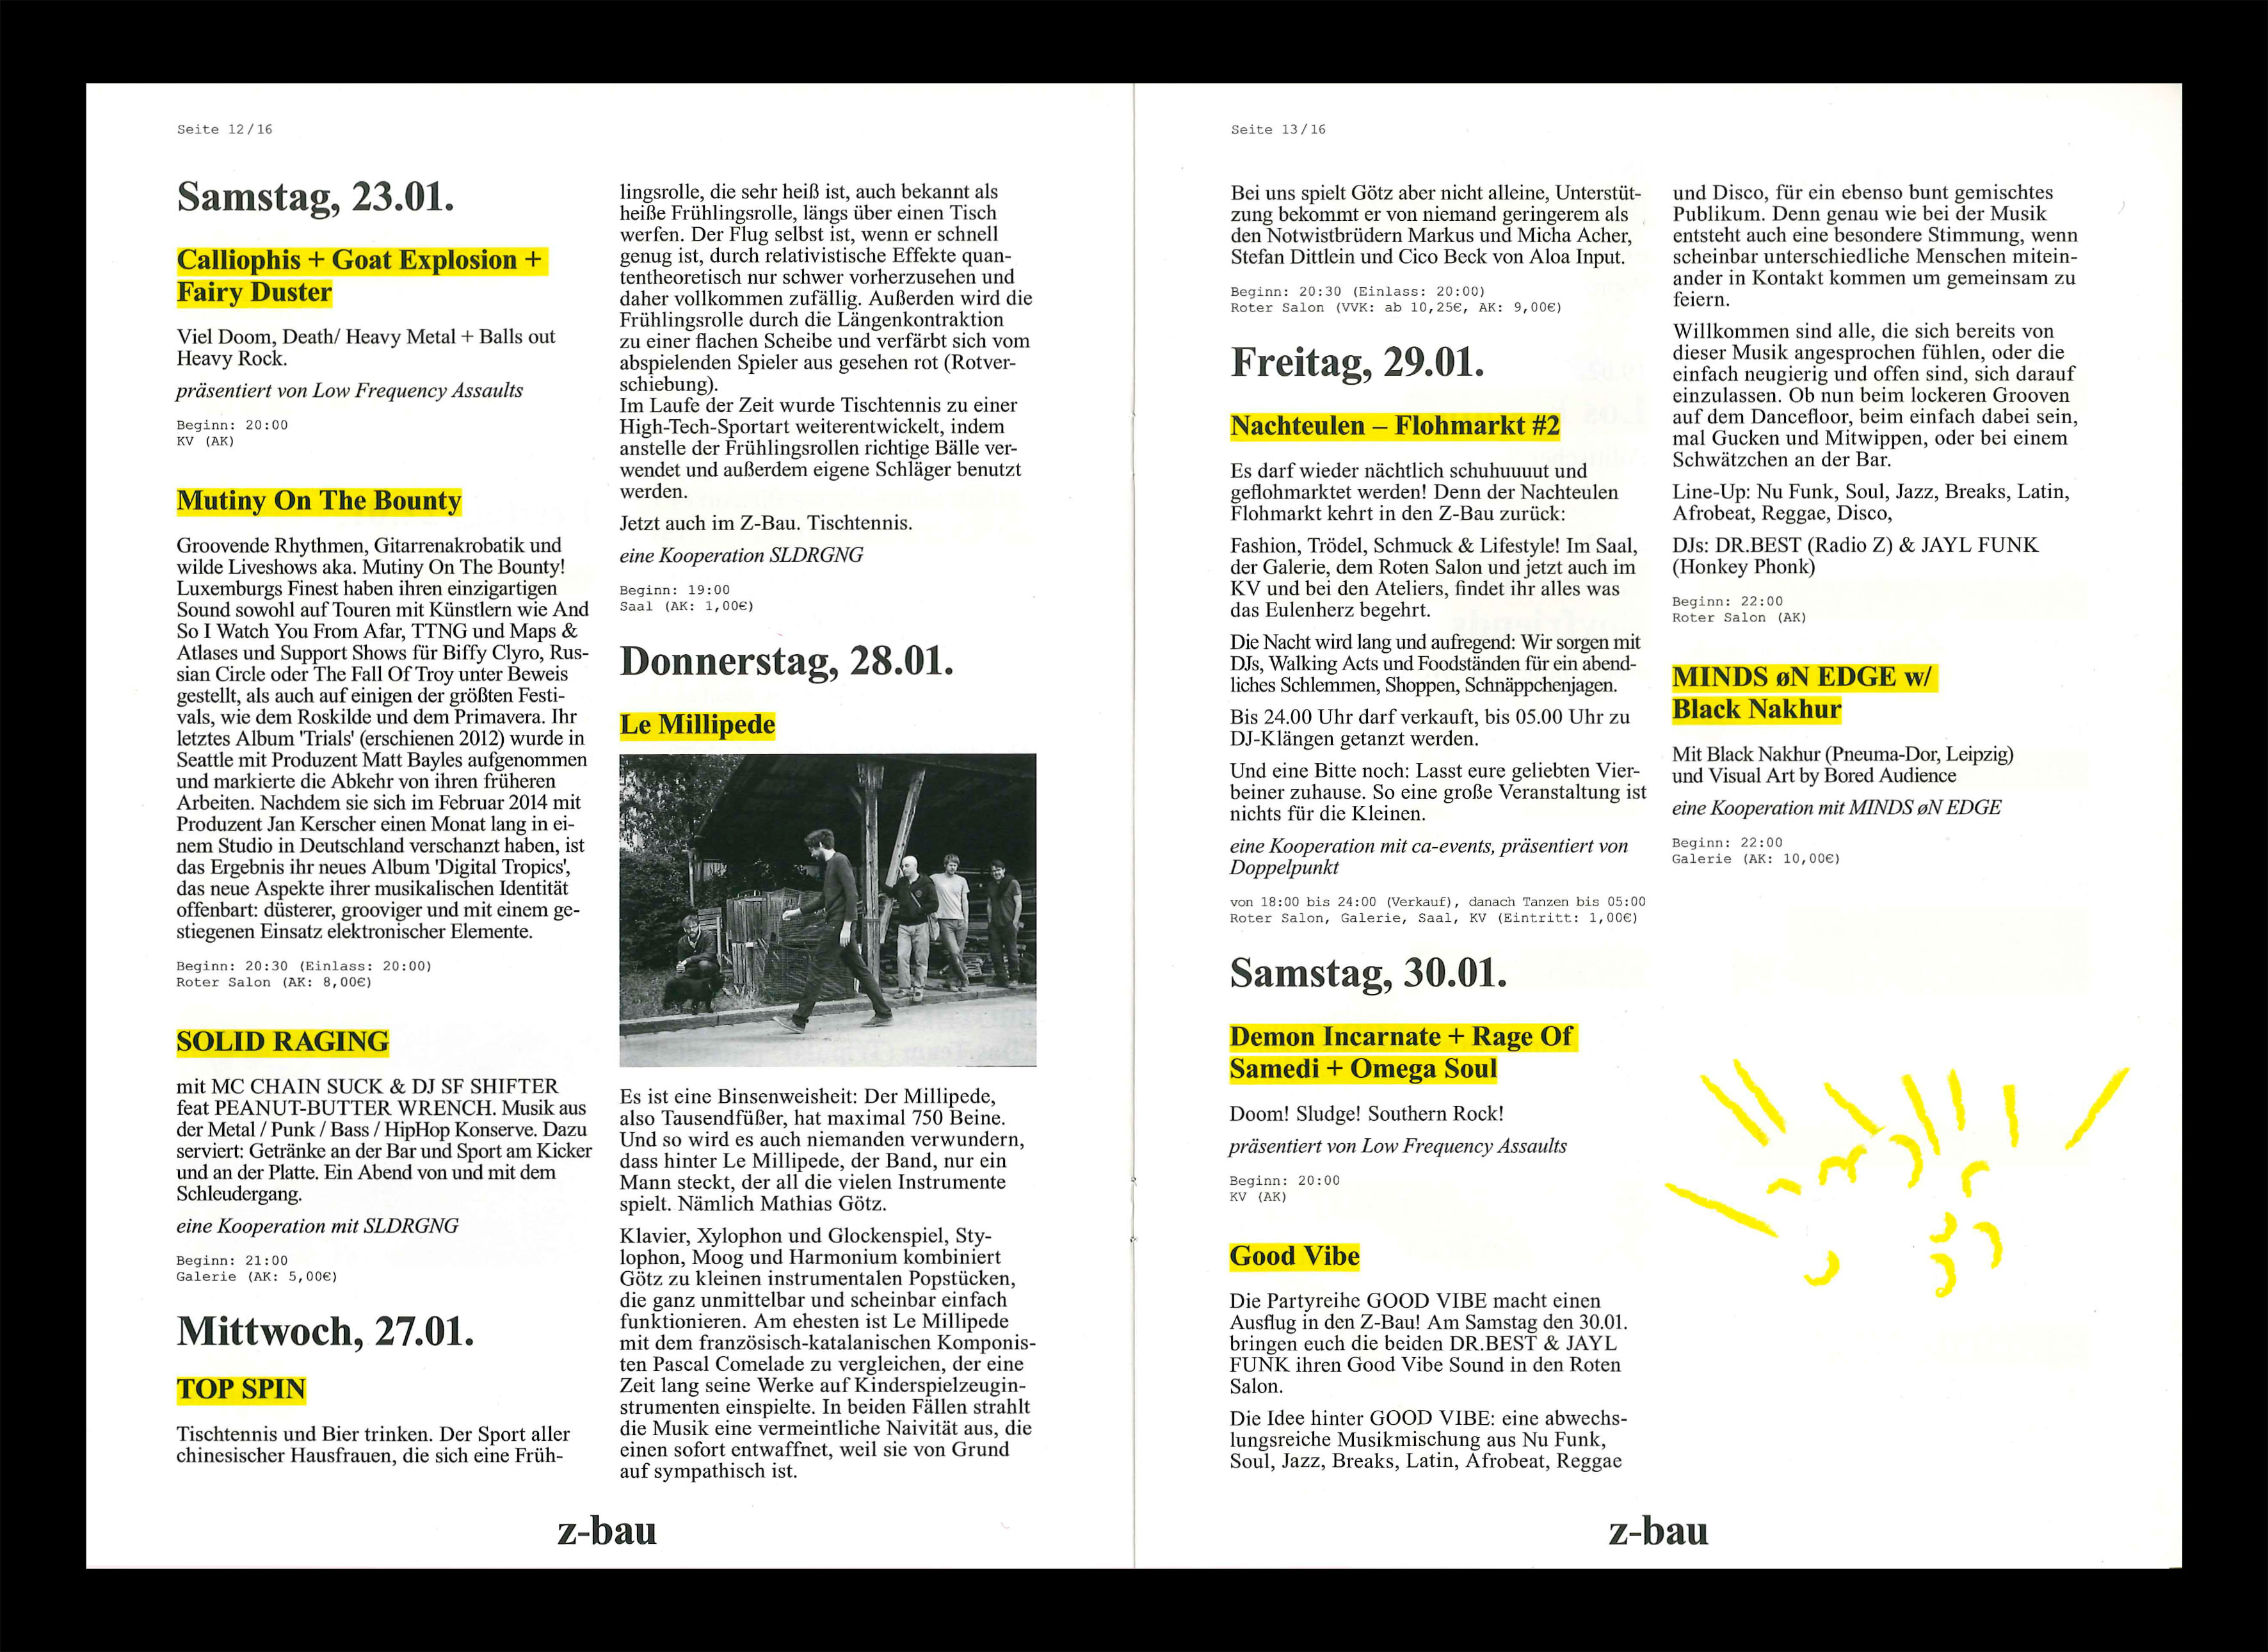 Seite 12/16
Samstag, 23.01.
Calliophis + Goat Explosion +
Fairy Duster
Viel Doom, Death/ Heavy Metal + Balls out
Heavy Rock.
präsentiert von Low Frequency Assaults
Beginn: 20:00
KV (AK)
Mutiny On The Bounty
Groovende Rhythmen, Gitarrenakrobatik und
wilde Liveshows aka. Mutiny On The Bounty!
Luxemburgs Finest haben ihren einzigartigen
Sound sowohl auf Touren mit Künstlern wie And
So I Watch You From Afar, TTNG und Maps &
Atlases und Support Shows für Biffy Clyro, Rus-
sian Circle oder The Fall Of Troy unter Beweis
gestellt, als auch auf einigen der größten Festi-
vals, wie dem Roskilde und dem Primavera. Ihr
letztes Album 'Trials' (erschienen 2012) wurde in
Seattle mit Produzent Matt Bayles aufgenommen
und markierte die Abkehr von ihren früheren
Arbeiten. Nachdem sie sich im Februar 2014 mit
Produzent Jan Kerscher einen Monat lang in ei-
nem Studio in Deutschland verschanzt haben, ist
das Ergebnis ihr neues Album 'Digital Tropics',
das neue Aspekte ihrer musikalischen Identität
offenbart: düsterer, grooviger und mit einem ge-
stiegenen Einsatz elektronischer Elemente.
Beginn: 20:30 (Einlass: 20:00)
Roter Salon (AK: 8,00€)
SOLID RAGING
mit MC CHAIN SUCK & DJ SF SHIFTER
feat PEANUT-BUTTER WRENCH. Musik aus
der Metal / Punk / Bass / HipHop Konserve. Dazu
serviert: Getränke an der Bar und Sport am Kicker
und an der Platte. Ein Abend von und mit dem
Schleudergang.
eine Kooperation mit SLDRGNG
Beginn: 21:00
Galerie (AK: 5,00€)
Mittwoch, 27.01.
TOP SPIN
Tischtennis und Bier trinken. Der Sport aller
chinesischer Hausfrauen, die sich eine Früh-
lingsrolle, die sehr heiß ist, auch bekannt als
heiße Frühlingsrolle, längs über einen Tisch
werfen. Der Flug selbst ist, wenn er schnell
genug ist, durch relativistische Effekte quan-
tentheoretisch nur schwer vorherzusehen und
daher vollkommen zufällig. Außerden wird die
Frühlingsrolle durch die Längenkontraktion
zu einer flachen Scheibe und verfärbt sich vom
abspielenden Spieler aus gesehen rot (Rotver-
schiebung).
Im Laufe der Zeit wurde Tischtennis zu einer
High-Tech-Sportart weiterentwickelt, indem
anstelle der Frühlingsrollen richtige Bälle ver-
wendet und außerdem eigene Schläger benutzt
werden.
Jetzt auch im Z-Bau. Tischtennis.
eine Kooperation SLDRGNG
Beginn: 19:00
Saal (AK: 1,00€)
Donnerstag, 28.01.
Le Millipede
Es ist eine Binsenweisheit: Der Millipede,
also Tausendfüßer, hat maximal 750 Beine.
Und so wird es auch niemanden verwundern,
dass hinter Le Millipede, der Band, nur ein
Mann steckt, der all die vielen Instrumente
spielt. Nämlich Mathias Götz.
Klavier, Xylophon und Glockenspiel, Sty-
lophon, Moog und Harmonium kombiniert
Götz zu kleinen instrumentalen Popstücken,
die ganz unmittelbar und scheinbar einfach
funktionieren. Am ehesten ist Le Millipede
mit dem französisch-katalanischen Komponis-
ten Pascal Comelade zu vergleichen, der eine
Zeit lang seine Werke auf Kinderspielzeugin-
strumenten einspielte. In beiden Fällen strahlt
die Musik eine vermeintliche Naivität aus, die
einen sofort entwaffnet, weil sie von Grund
auf sympathisch ist.
z-bau
Seite 13/16
Bei uns spielt Götz aber nicht alleine, Unterstüt-
zung bekommt er von niemand geringerem als
den Notwistbrüdern Markus und Micha Acher,
Stefan Dittlein und Cico Beck von Aloa Input.
Beginn: 20:30 (Einlass: 20:00)
Roter Salon (VVK: ab 10,25€, AK: 9,00€)
Freitag, 29.01.
Nachteulen – Flohmarkt #2
Es darf wieder nächtlich schuhuuuut und
geflohmarktet werden! Denn der Nachteulen
Flohmarkt kehrt in den Z-Bau zurück:
Fashion, Trödel, Schmuck & Lifestyle! Im Saal,
der Galerie, dem Roten Salon und jetzt auch im
KV und bei den Ateliers, findet ihr alles was
das Eulenherz begehrt.
Die Nacht wird lang und aufregend: Wir sorgen mit
DJs, Walking Acts und Foodständen für ein abend-
liches Schlemmen, Shoppen, Schnäppchenjagen.
Bis 24.00 Uhr darf verkauft, bis 05.00 Uhr zu
DJ-Klängen getanzt werden.
Und eine Bitte noch: Lasst eure geliebten Vier-
beiner zuhause. So eine große Veranstaltung ist
nichts für die Kleinen.
eine Kooperation mit ca-events, präsentiert von
Doppelpunkt
von 18:00 bis 24:00 (Verkauf), danach Tanzen bis 05:00
Roter Salon, Galerie, Saal, KV (Eintritt: 1,00€)
Samstag, 30.01.
Demon Incarnate + Rage Of
Samedi + Omega Soul
Doom! Sludge! Southern Rock!
präsentiert von Low Frequency Assaults
Beginn: 20:00
KV (AK)
Good Vibe
Die Partyreihe GOOD VIBE macht einen
Ausflug in den Z-Bau! Am Samstag den 30.01.
bringen euch die beiden DR.BEST & JAYL
FUNK ihren Good Vibe Sound in den Roten
Salon.
Die Idee hinter GOOD VIBE: eine abwechs-
lungsreiche Musikmischung aus Nu Funk,
Soul, Jazz, Breaks, Latin, Afrobeat, Reggae
und Disco, für ein ebenso bunt gemischtes
Publikum. Denn genau wie bei der Musik
entsteht auch eine besondere Stimmung, wenn
scheinbar unterschiedliche Menschen mitein-
ander in Kontakt kommen um gemeinsam zu
feiern.
Willkommen sind alle, die sich bereits von
dieser Musik angesprochen fühlen, oder die
einfach neugierig und offen sind, sich darauf
einzulassen. Ob nun beim lockeren Grooven
auf dem Dancefloor, beim einfach dabei sein,
mal Gucken und Mitwippen, oder bei einem
Schwätzchen an der Bar.
Line-Up: Nu Funk, Soul, Jazz, Breaks, Latin,
Afrobeat, Reggae, Disco,
DJs: DR.BEST (Radio Z) & JAYL FUNK
(Honkey Phonk)
Beginn: 22:00
Roter Salon (AK)
MINDS øN EDGE w/
Black Nakhur
Mit Black Nakhur (Pneuma-Dor, Leipzig)
und Visual Art by Bored Audience
eine Kooperation mit MINDS øN EDGE
Beginn: 22:00
Galerie (AK: 10,00€)
z-bau